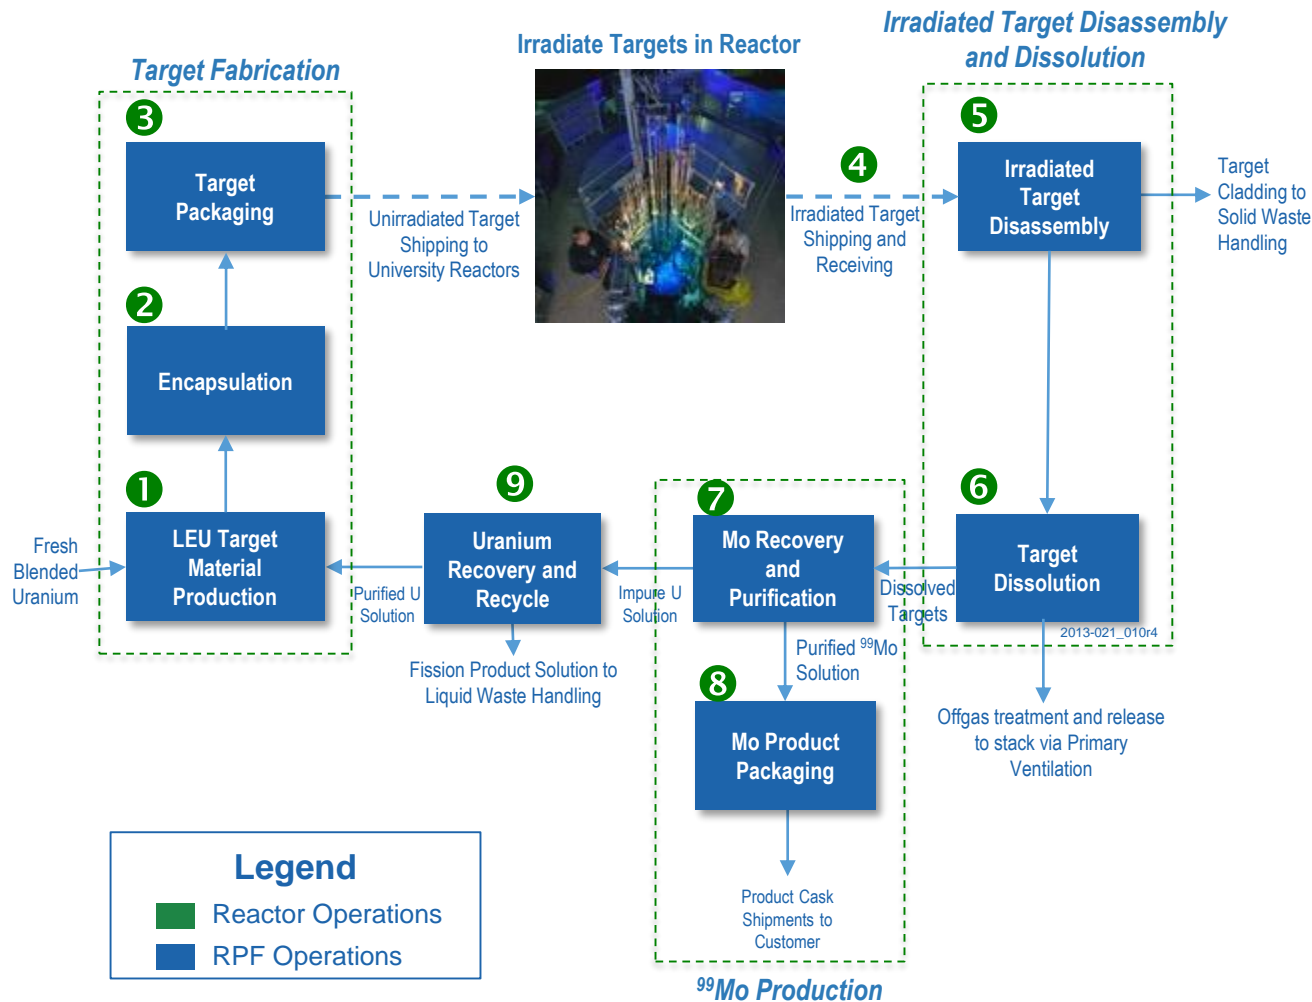 Target Fabrication
Irradiate Targets in Reactor
Irradiated Target Disassembly
and Dissolution
3
Target
Packaging
Unirradiated Target
Shipping to
University Reactors
4
Irradiated Target
Shipping and
Receiving
5
Irradiated
Target
Disassembly
Target
Cladding to
Solid Waste
Handling
2
Encapsulation
1
LEU Target
Material
Production
Fresh
Blended
Uranium
Purified U
Solution
9
Uranium
Recovery and
Recycle
Fission Product Solution to
Liquid Waste Handling
Impure U
Solution
7
Mo Recovery
and
Purification
Dissolved
Targets
6
Target
Dissolution
2013-021_010r4
Purified ⁹⁹Mo
Solution
8
Mo Product
Packaging
Offgas treatment and release
to stack via Primary
Ventilation
Product Cask
Shipments to
Customer
⁹⁹Mo Production
Legend
Reactor Operations
RPF Operations